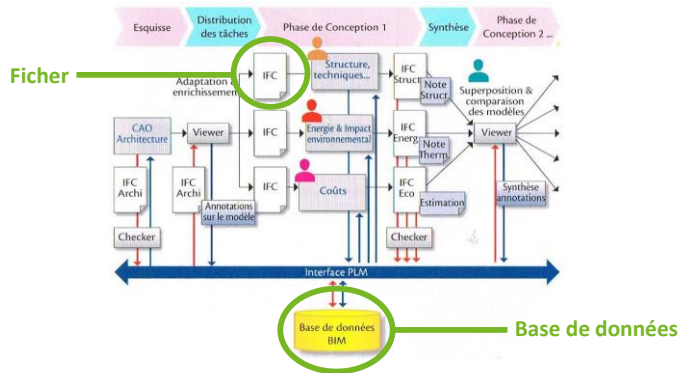 Esquisse
Distribution
des tâches
Phase de Conception 1
Synthèse
Phase de
Conception 2 ...
Ficher
Adaptation &
enrichissement
IFC
Structure,
techniques...
IFC
Struct
Note
Struct.
Superposition &
comparaison
des modèles
CAO
Architecture
Viewer
IFC
Energie & Impact
environnemental
IFC
Energ
Note
Therm.
Viewer
IFC
Archi
IFC
Archi
Annotations
sur le modèle
IFC
Coûts
IFC
Eco
Estimation
Synthèse
annotations
Checker
Checker
Interface PLM
Base de données
BIM
Base de données